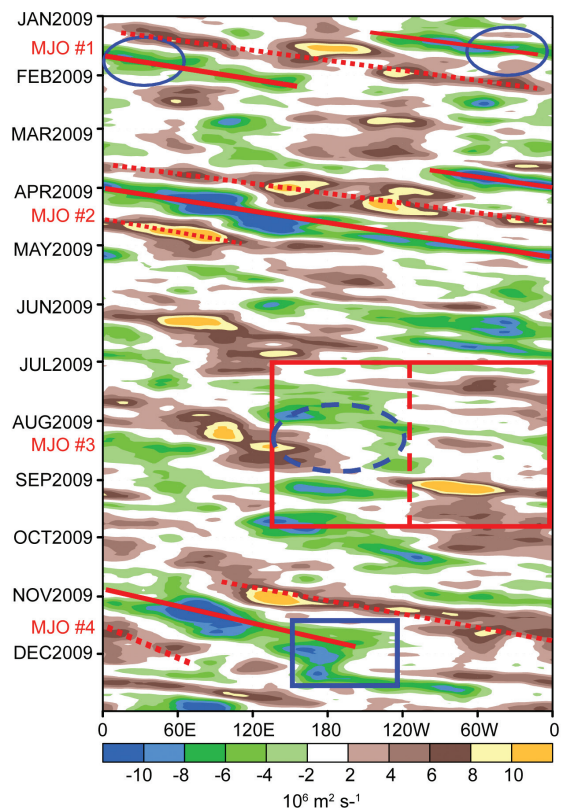 JAN2009
MJO #1
FEB2009
MAR2009
APR2009
MJO #2
MAY2009
JUN2009
JUL2009
AUG2009
MJO #3
SEP2009
OCT2009
NOV2009
MJO #4
DEC2009
0 60E 120E 180 120W 60W 0
-10 -8 -6 -4 -2 2 4 6 8 10
10⁶ m² s-¹